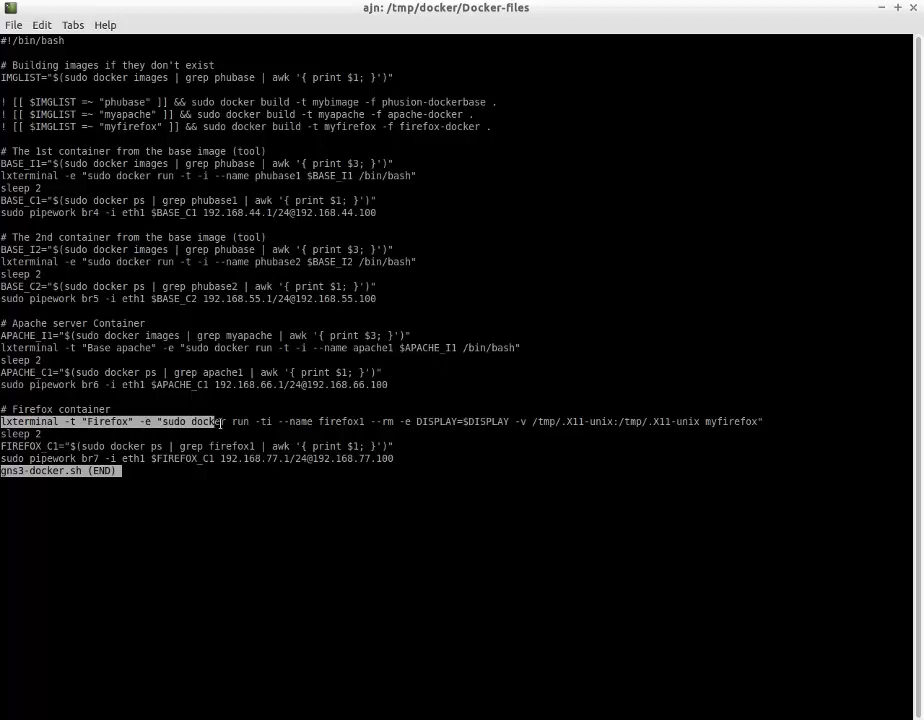 ajn: /tmp/docker/Docker-files
File Edit Tabs Help
#!/bin/bash
# Building images if they don't exist
IMGLIST="$(sudo docker images | grep phubase | awk '{ print $1; }')"
! [[ $IMGLIST =~ "phubase" ]] && sudo docker build -t mybimage -f phusion-dockerbase .
! [[ $IMGLIST =~ "myapache" ]] && sudo docker build -t myapache -f apache-docker .
! [[ $IMGLIST =~ "myfirefox" ]] && sudo docker build -t myfirefox -f firefox-docker .
# The 1st container from the base image (tool)
BASE_I1="$(sudo docker images | grep phubase | awk '{ print $3; }')"
lxterminal -e "sudo docker run -t -i --name phubase1 $BASE_I1 /bin/bash"
sleep 2
BASE_C1="$(sudo docker ps | grep phubase1 | awk '{ print $1; }')"
sudo pipework br4 -i eth1 $BASE_C1 192.168.44.1/24@192.168.44.100
# The 2nd container from the base image (tool)
BASE_I2="$(sudo docker images | grep phubase | awk '{ print $3; }')"
lxterminal -e "sudo docker run -t -i --name phubase2 $BASE_I2 /bin/bash"
sleep 2
BASE_C2="$(sudo docker ps | grep phubase2 | awk '{ print $1; }')"
sudo pipework br5 -i eth1 $BASE_C2 192.168.55.1/24@192.168.55.100
# Apache server Container
APACHE_I1="$(sudo docker images | grep myapache | awk '{ print $3; }')"
lxterminal -t "Base apache" -e "sudo docker run -t -i --name apache1 $APACHE_I1 /bin/bash"
sleep 2
APACHE_C1="$(sudo docker ps | grep apache1 | awk '{ print $1; }')"
sudo pipework br6 -i eth1 $APACHE_C1 192.168.66.1/24@192.168.66.100
# Firefox container
lxterminal -t "Firefox" -e "sudo docker run -ti --name firefox1 --rm -e DISPLAY=$DISPLAY -v /tmp/.X11-unix:/tmp/.X11-unix myfirefox"
sleep 2
FIREFOX_C1="$(sudo docker ps | grep firefox1 | awk '{ print $1; }')"
sudo pipework br7 -i eth1 $FIREFOX_C1 192.168.77.1/24@192.168.77.100
gns3-docker.sh (END)